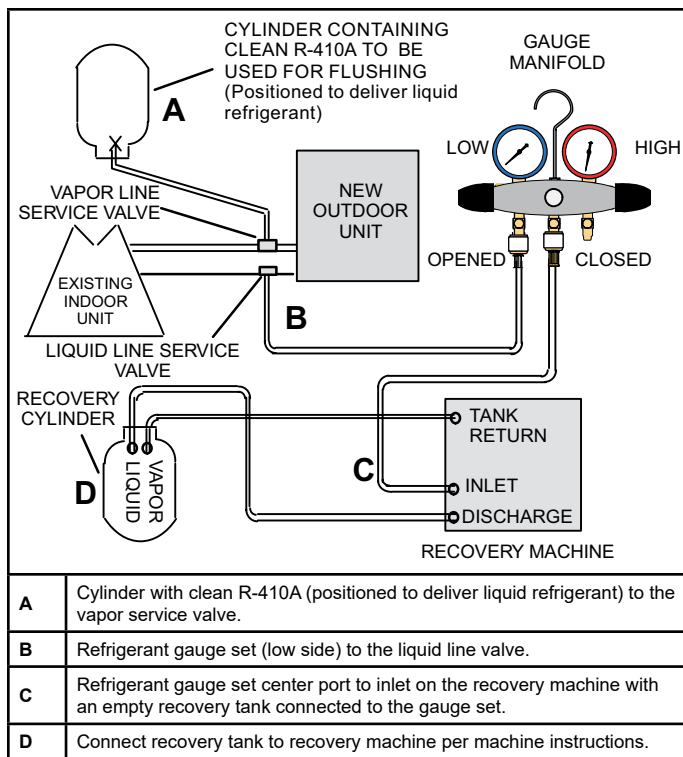 CYLINDER CONTAINING
CLEAN R-410A TO BE
USED FOR FLUSHING
(Positioned to deliver liquid
refrigerant)
A
GAUGE
MANIFOLD
LOW
HIGH
VAPOR LINE
SERVICE VALVE
NEW
OUTDOOR
UNIT
OPENED
CLOSED
EXISTING
INDOOR
UNIT
B
LIQUID LINE SERVICE
VALVE
RECOVERY
CYLINDER
TANK
RETURN
D
LIQUID
VAPOR
C
INLET
DISCHARGE
RECOVERY MACHINE
A Cylinder with clean R-410A (positioned to deliver liquid refrigerant) to the
vapor service valve.
B Refrigerant gauge set (low side) to the liquid line valve.
C Refrigerant gauge set center port to inlet on the recovery machine with
an empty recovery tank connected to the gauge set.
D Connect recovery tank to recovery machine per machine instructions.